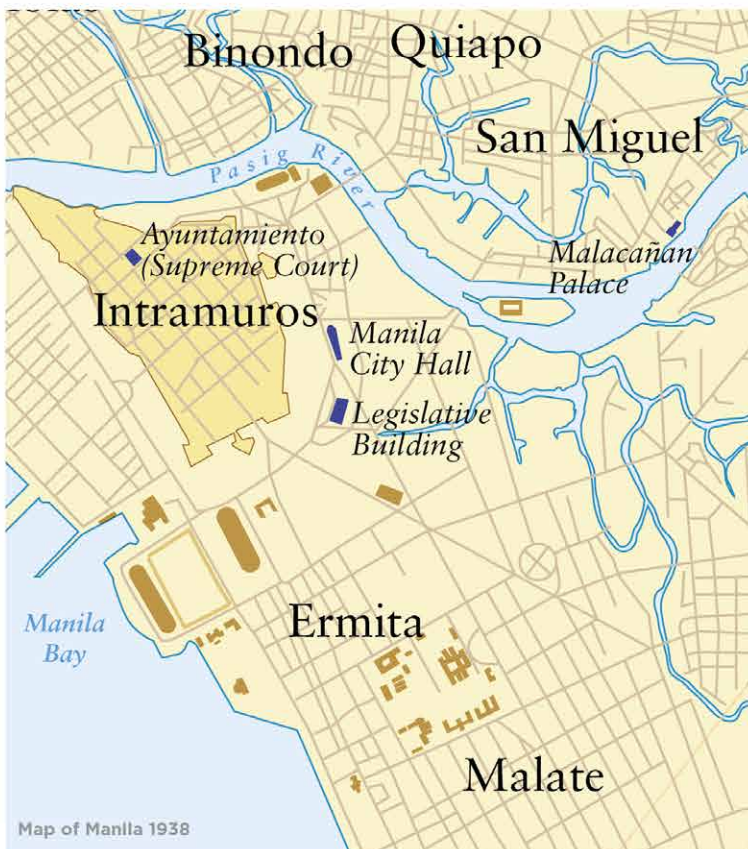 Binondo
Quiapo
San Miguel
Pasig River
Ayuntamiento
(Supreme Court)
Malacañan
Palace
Intramuros
Manila
City Hall
Legislative
Building
Manila
Bay
Ermita
Malate
Map of Manila 1938